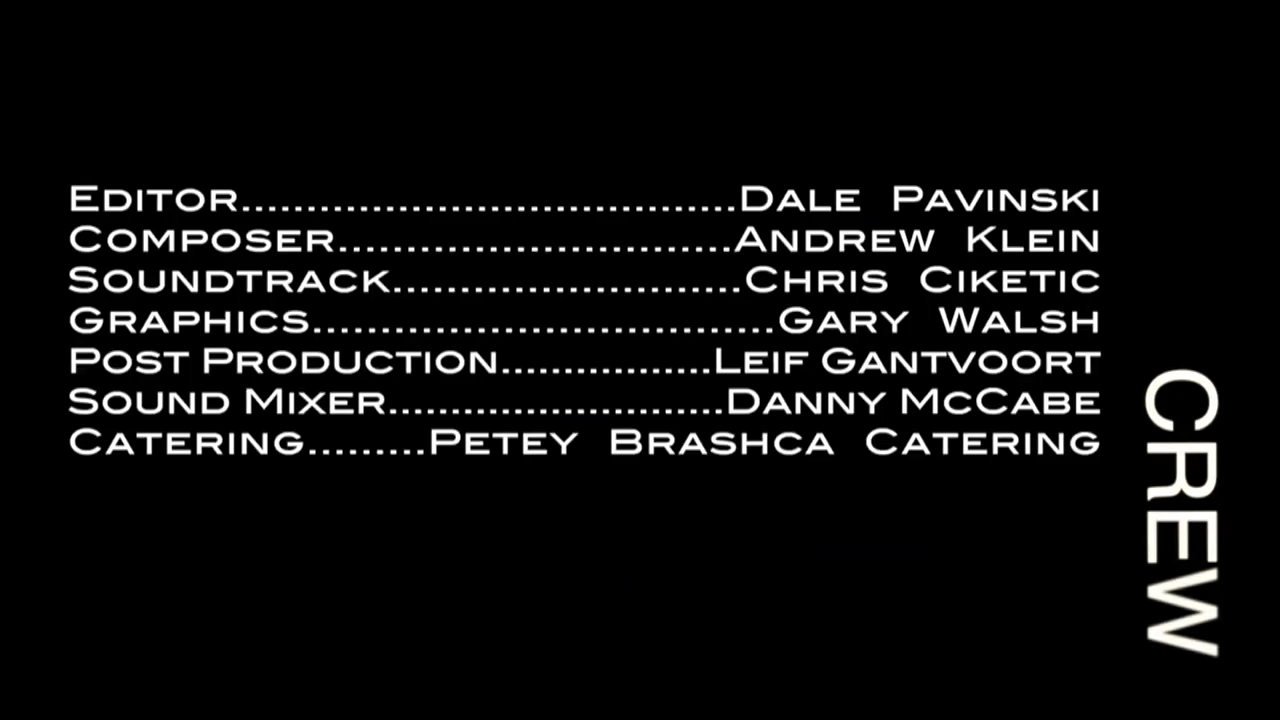 Editor......................................Dale Pavinski
Composer..............................Andrew Klein
Soundtrack...........................Chris Ciketic
Graphics...................................Gary Walsh
Post Production................Leif Gantvoort
Sound Mixer..........................Danny McCabe
Catering.........Petey Brashca Catering
CREW